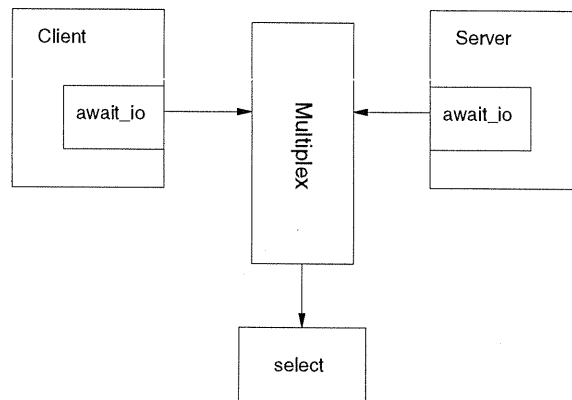 Client
Server
await_io
Multiplex
await_io
select